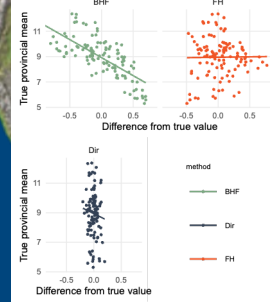 BHF
FH
True provincial mean
11
9
7
5
-0.5 0.0 0.5
-0.5 0.0 0.5
Difference from true value
Dir
True provincial mean
11
9
7
5
-0.5 0.0 0.5
Difference from true value
method
BHF
Dir
FH